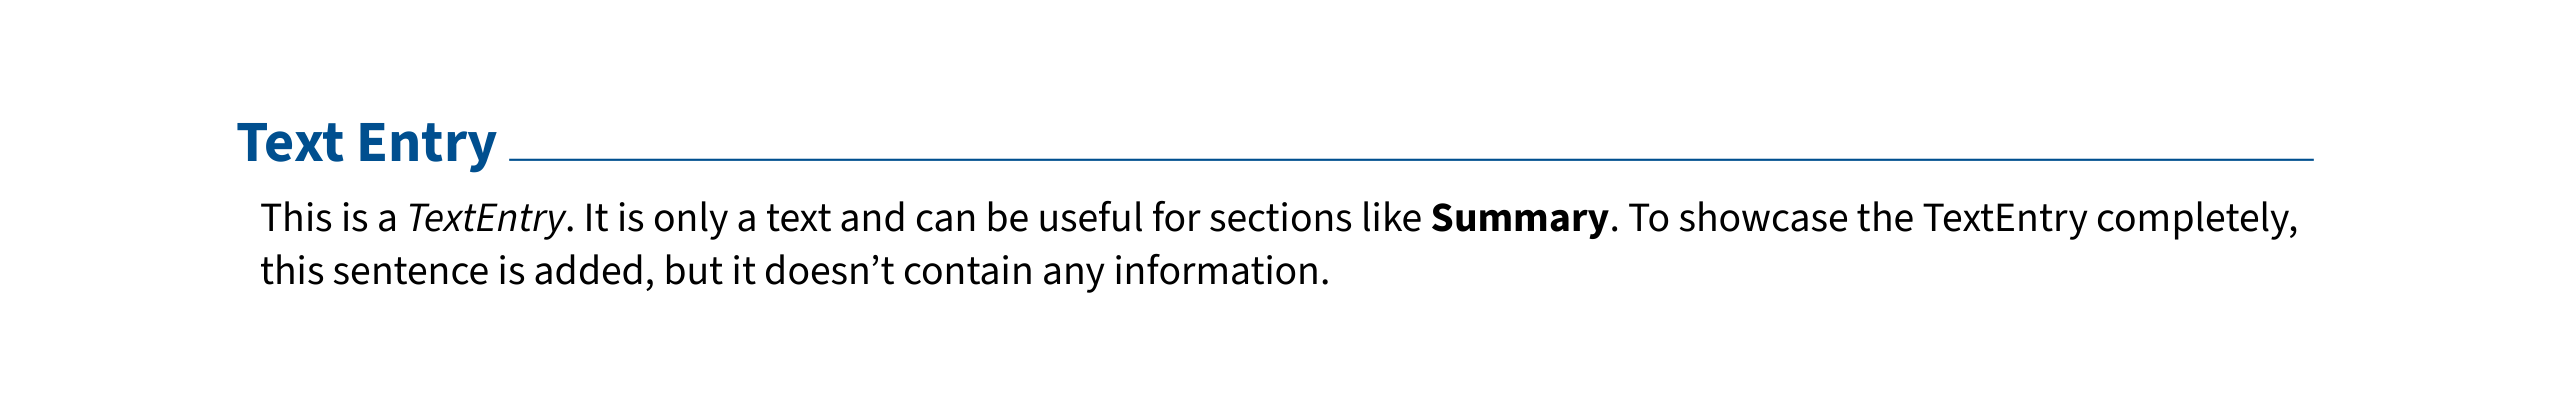 Text Entry
This is a TextEntry. It is only a text and can be useful for sections like Summary. To showcase the TextEntry completely,
this sentence is added, but it doesn’t contain any information.